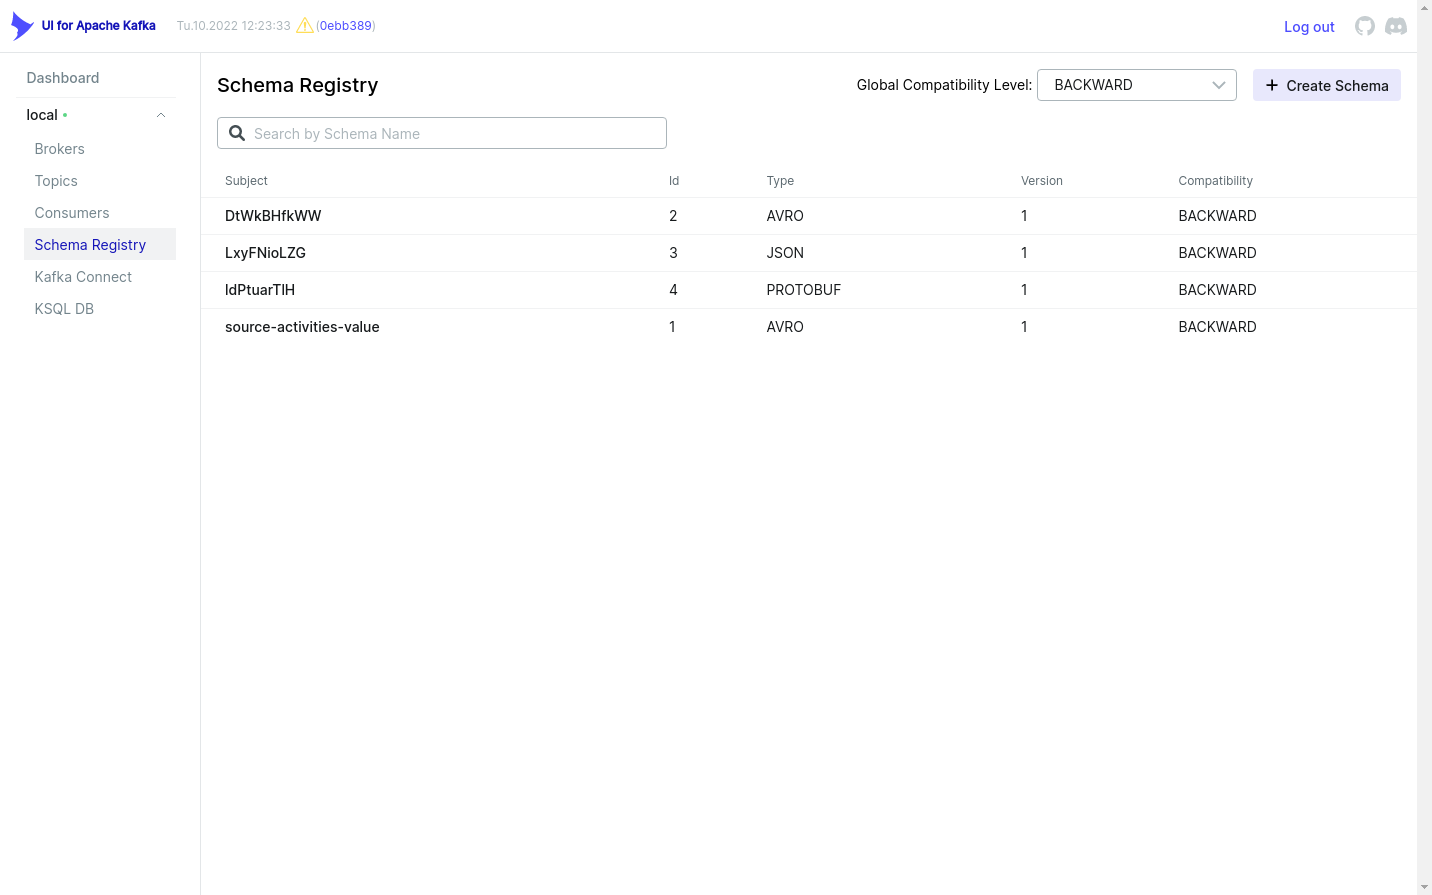 UI for Apache Kafka Tu.10.2022 12:23:33 (0ebb389) Log out
Dashboard
local
Brokers
Topics
Consumers
Schema Registry
Kafka Connect
KSQL DB
Schema Registry Global Compatibility Level: BACKWARD Create Schema
Search by Schema Name
Subject Id Type Version Compatibility
DtWkBHfkWW 2 AVRO 1 BACKWARD
LxyFNioLZG 3 JSON 1 BACKWARD
IdPtuarTIH 4 PROTOBUF 1 BACKWARD
source-activities-value 1 AVRO 1 BACKWARD